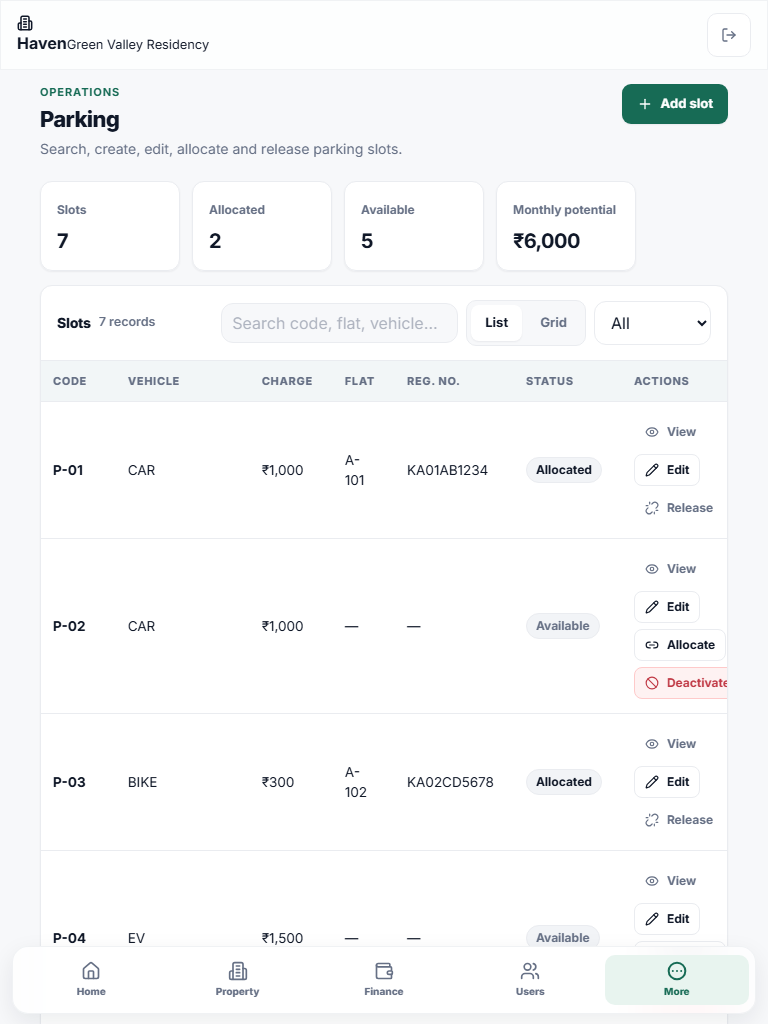 HavenGreen Valley Residency
OPERATIONS
Parking
Search, create, edit, allocate and release parking slots.
Add slot
Slots
7
Allocated
2
Available
5
Monthly potential
₹6,000
Slots 7 records
Search code, flat, vehicle...
List
Grid
All
CODE VEHICLE CHARGE FLAT REG. NO. STATUS ACTIONS
P-01 CAR ₹1,000 A-101 KA01AB1234 Allocated
View
Edit
Release
P-02 CAR ₹1,000 — — Available
View
Edit
Allocate
Deactivate
P-03 BIKE ₹300 A-102 KA02CD5678 Allocated
View
Edit
Release
P-04 EV ₹1,500 — — Available
View
Edit
Home
Property
Finance
Users
More